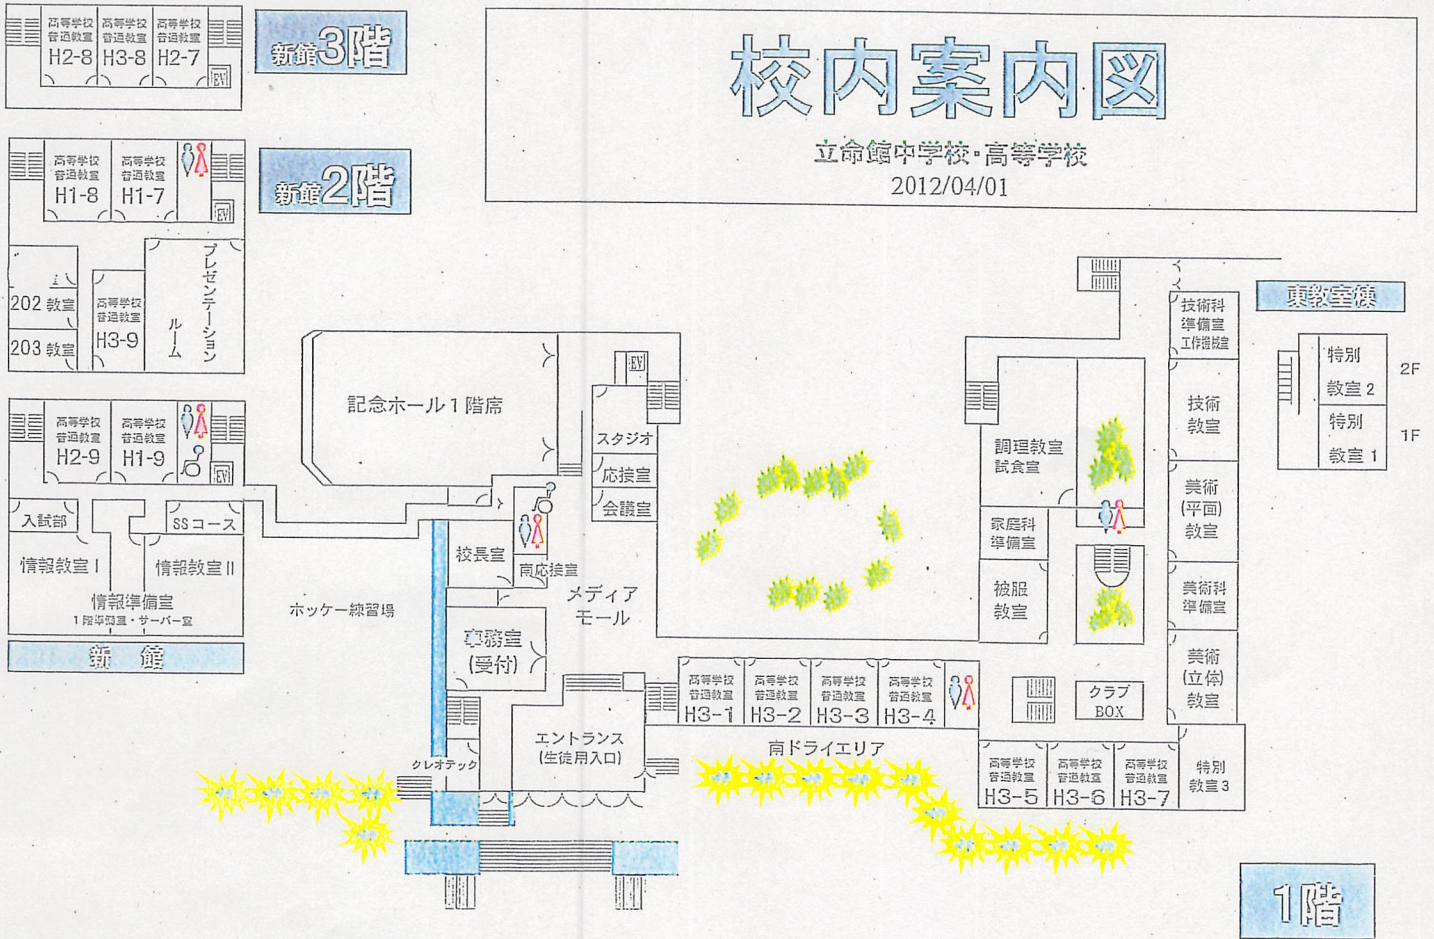 校内案内図
立命館中学校・高等学校
2012/04/01
新館3階
高等学校
普通教室
H2-8
高等学校
普通教室
H3-8
高等学校
普通教室
H2-7
EV
新館2階
高等学校
普通教室
H1-8
高等学校
普通教室
H1-7
EV
202 教室
203 教室
高等学校
普通教室
H3-9
プレゼンテーション
ルーム
高等学校
普通教室
H2-9
高等学校
普通教室
H1-9
EV
入試部
SSコース
情報教室Ⅰ
情報教室Ⅱ
情報準備室
1階準備室・サーバー室
新館
記念ホール1階席
EV
スタジオ
応接室
会議室
校長室
南応接室
ホッケー練習場
メディア
モール
事務室
(受付)
エントランス
(生徒用入口)
クレオテック
高等学校
普通教室
H3-1
高等学校
普通教室
H3-2
高等学校
普通教室
H3-3
高等学校
普通教室
H3-4
南ドライエリア
調理教室
試食室
家庭科
準備室
被服
教室
クラブ
BOX
高等学校
普通教室
H3-5
高等学校
普通教室
H3-6
高等学校
普通教室
H3-7
特別
教室3
技術科
準備室
技術
教室
美術
(平面)
教室
美術科
準備室
美術
(立体)
教室
東教室棟
特別
教室2
2F
特別
教室1
1F
1階